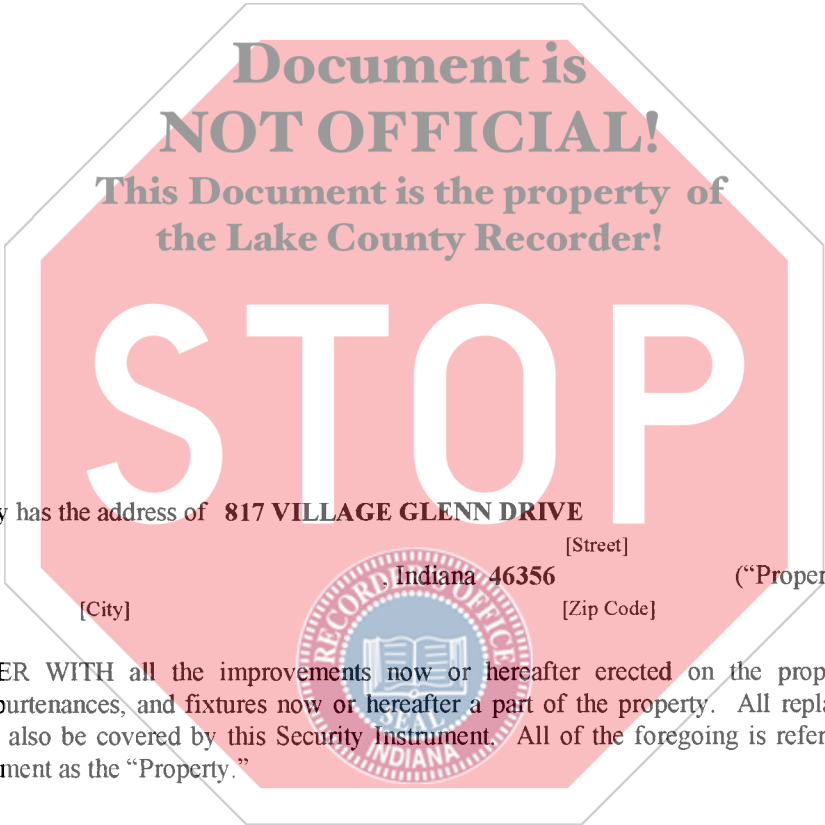 Document is
NOT OFFICIAL!
This Document is the property of
the Lake County Recorder!
STOP
y has the address of 817 VILLAGE GLENN DRIVE
[Street]
, Indiana 46356 (“Proper
[City] [Zip Code]
RECORDER'S OFFICE
ER WITH all the improvements now or hereafter erected on the prop
purtenances, and fixtures now or hereafter a part of the property. All repla
also be covered by this Security Instrument. All of the foregoing is refer
ment as the “Property.”
SEAL
INDIANA